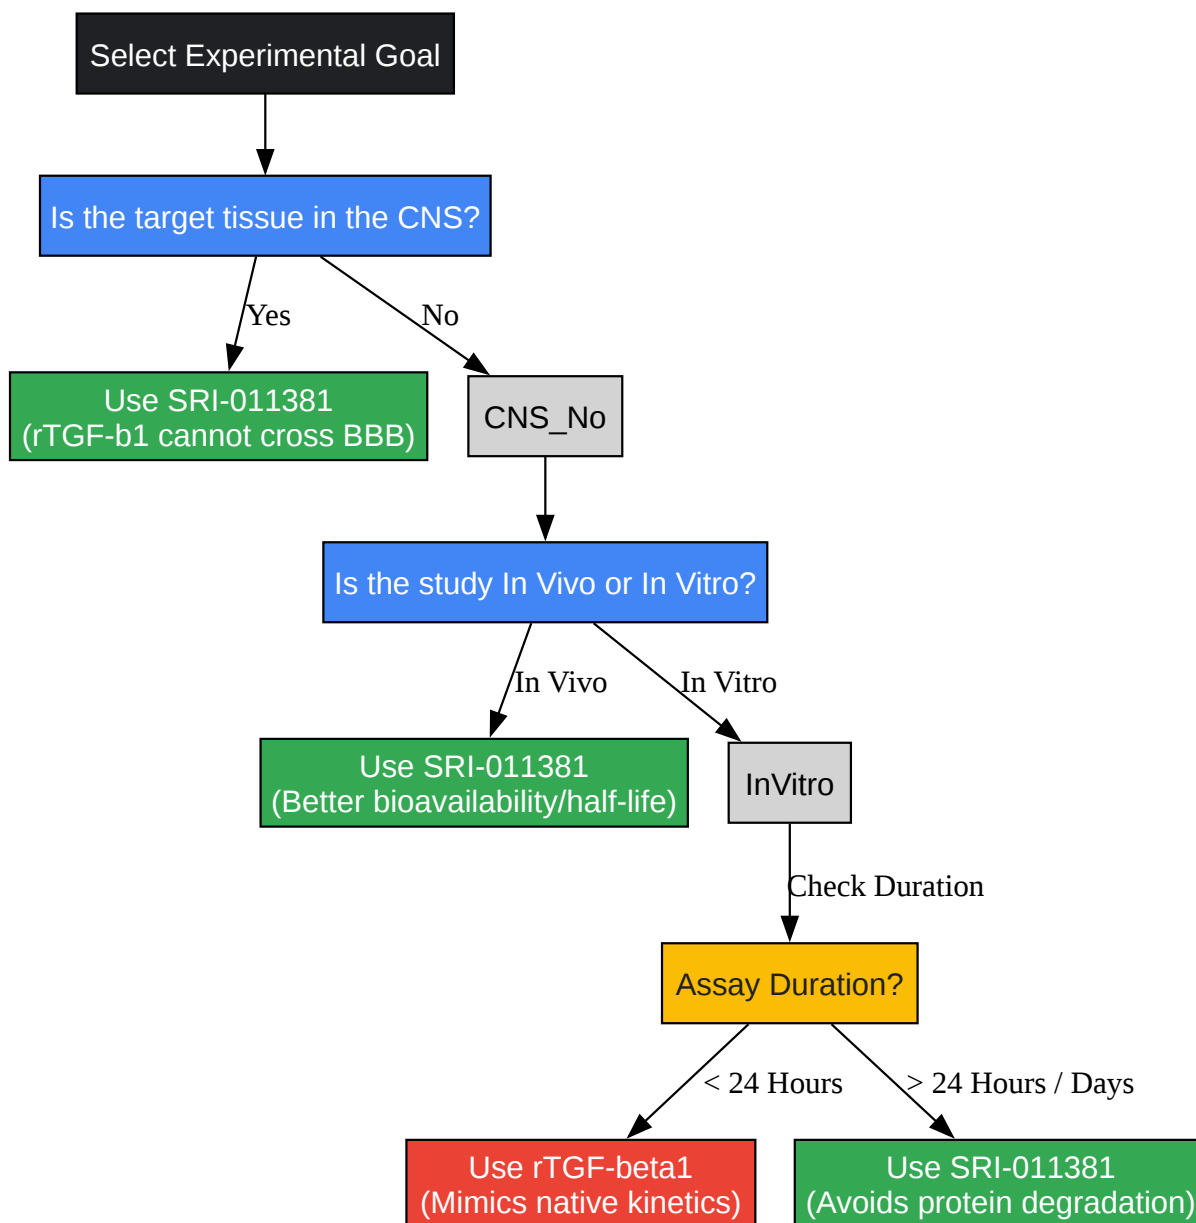 Select Experimental Goal
Is the target tissue in the CNS?
Yes
No
Use SRI-011381
(rTGF-b1 cannot cross BBB)
CNS_No
Is the study In Vivo or In Vitro?
In Vivo
In Vitro
Use SRI-011381
(Better bioavailability/half-life)
InVitro
Check Duration
Assay Duration?
< 24 Hours
> 24 Hours / Days
Use rTGF-beta1
(Mimics native kinetics)
Use SRI-011381
(Avoids protein degradation)